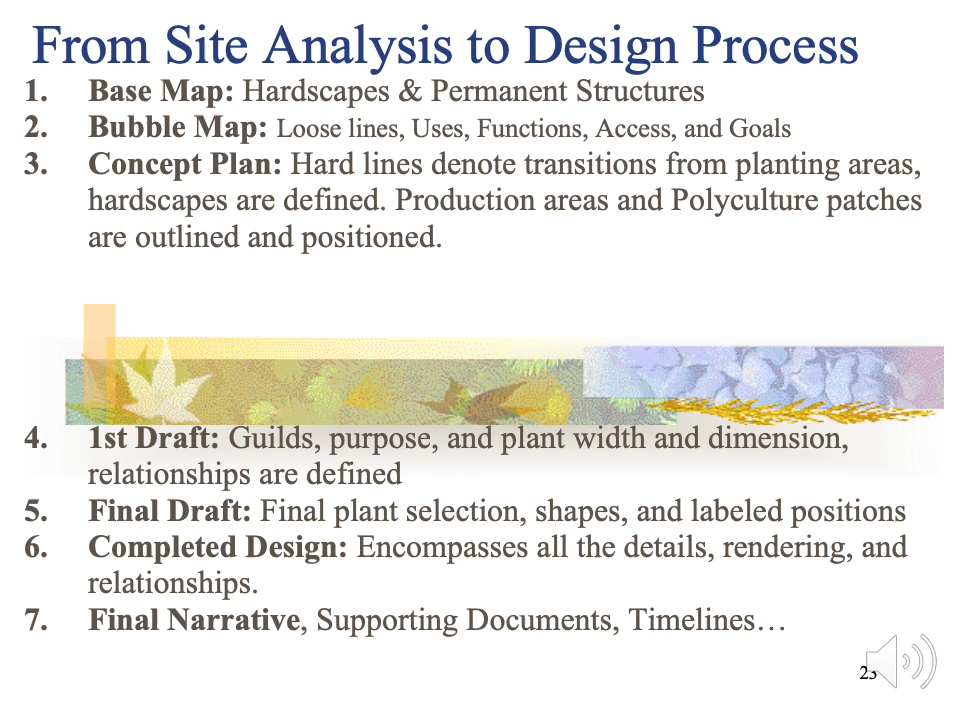 From Site Analysis to Design Process
1. Base Map: Hardscapes & Permanent Structures
2. Bubble Map: Loose lines, Uses, Functions, Access, and Goals
3. Concept Plan: Hard lines denote transitions from planting areas,
hardscapes are defined. Production areas and Polyculture patches
are outlined and positioned.
4. 1st Draft: Guilds, purpose, and plant width and dimension,
relationships are defined
5. Final Draft: Final plant selection, shapes, and labeled positions
6. Completed Design: Encompasses all the details, rendering, and
relationships.
7. Final Narrative, Supporting Documents, Timelines…
23